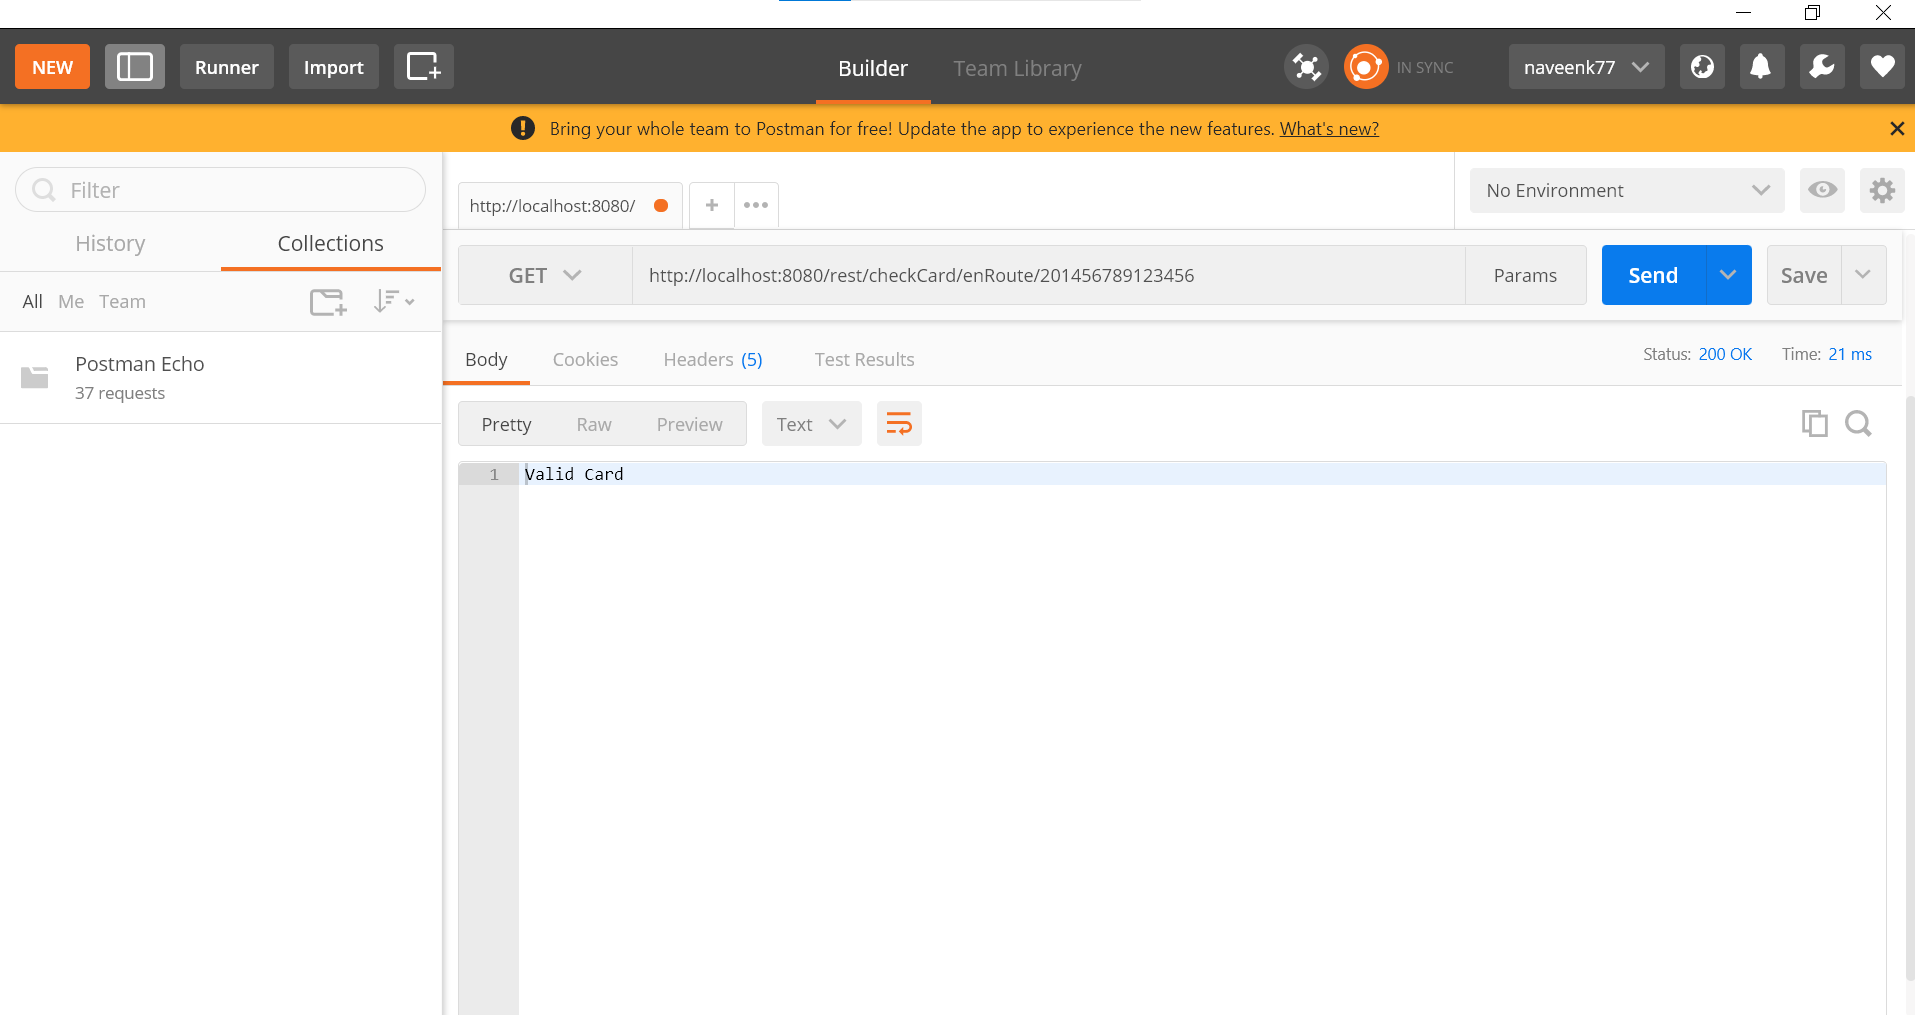 NEW Runner Import Builder Team Library IN SYNC naveenk77
Bring your whole team to Postman for free! Update the app to experience the new features. What's new?
Filter
History Collections
All Me Team
Postman Echo
37 requests
http://localhost:8080/ + •••
No Environment
GET http://localhost:8080/rest/checkCard/enRoute/201456789123456 Params Send Save
Body Cookies Headers (5) Test Results Status: 200 OK Time: 21 ms
Pretty Raw Preview Text
1 Valid Card